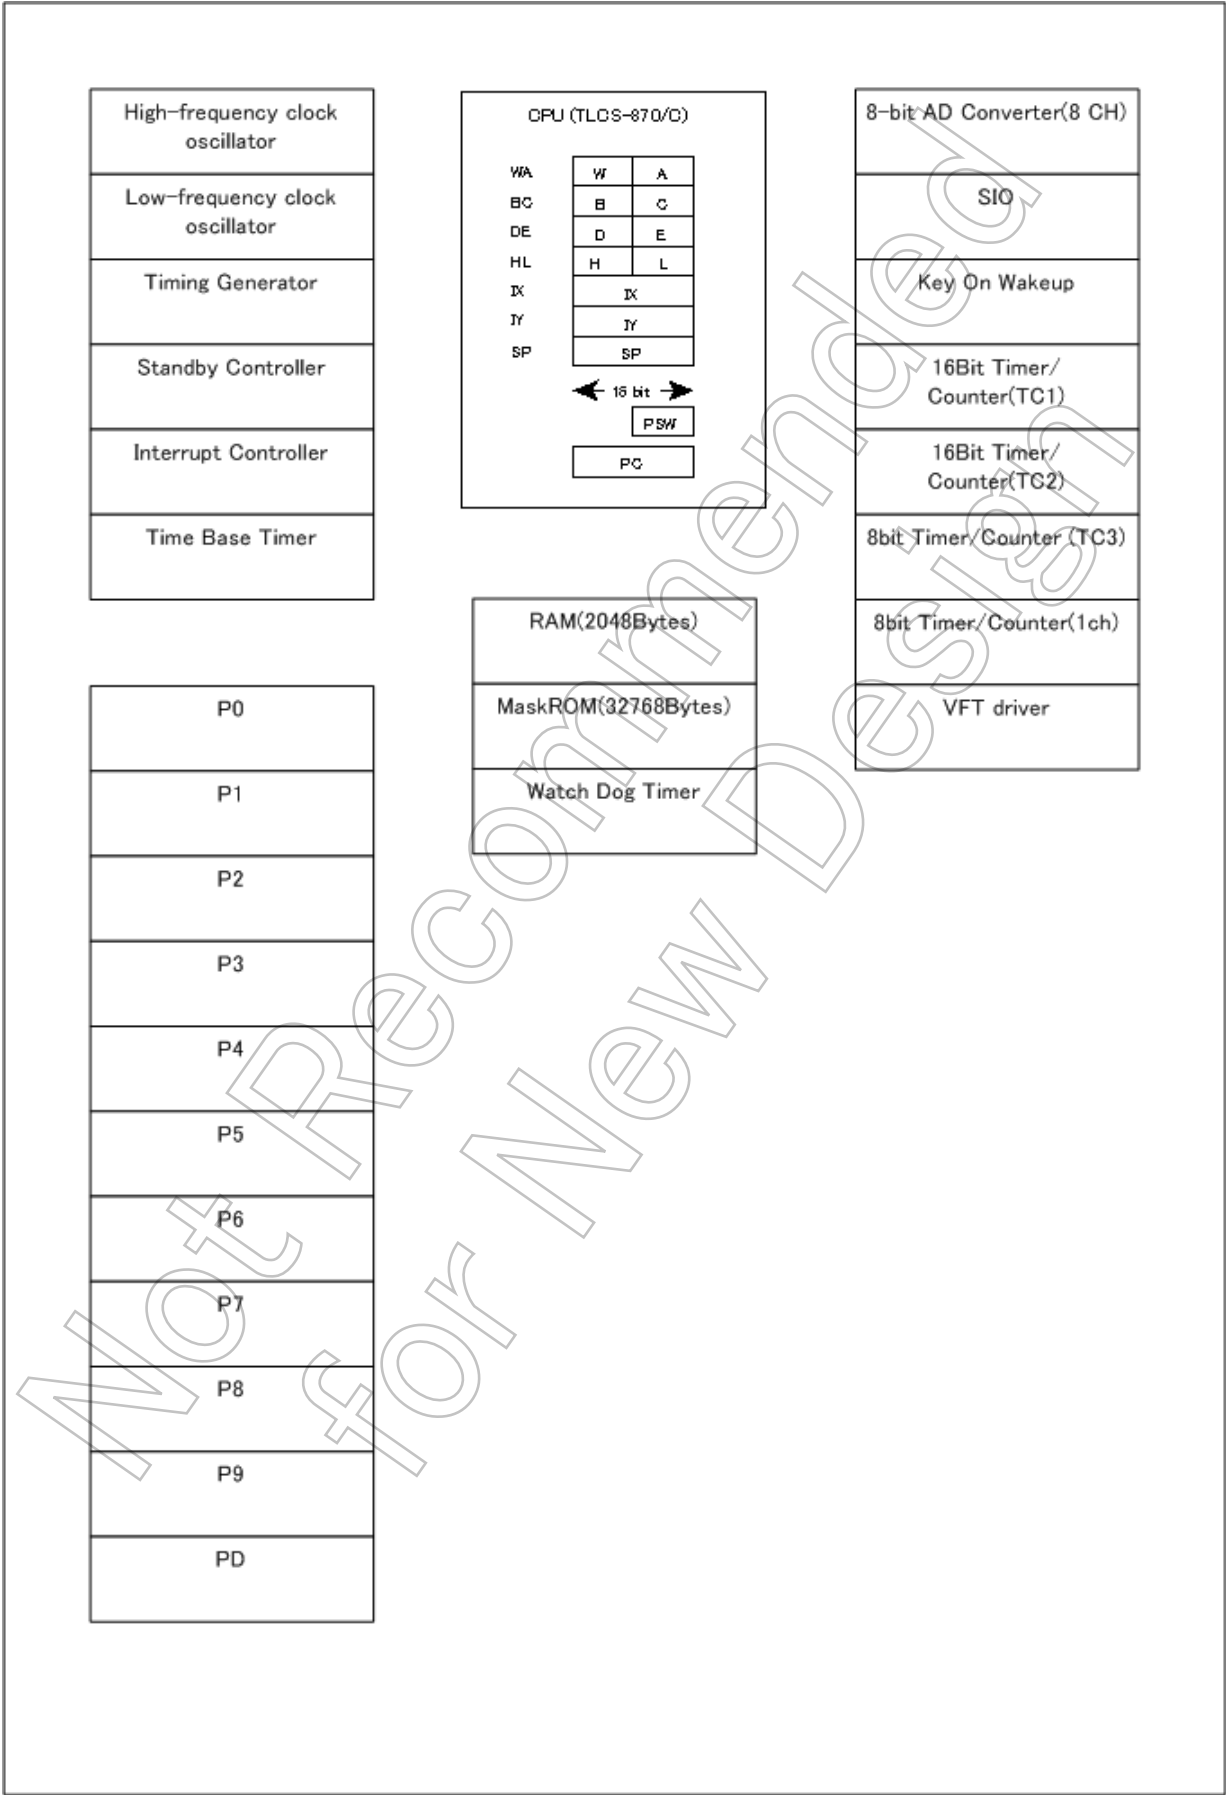 High-frequency clock
oscillator
Low-frequency clock
oscillator
Timing Generator
Standby Controller
Interrupt Controller
Time Base Timer
CPU (TLCS-870/C)
WA W A
BC B C
DE D E
HL H L
IX IX
IY IY
SP SP
16 bit
PSW
PC
8-bit AD Converter(8 CH)
SIO
Key On Wakeup
16Bit Timer/
Counter(TC1)
16Bit Timer/
Counter(TC2)
8bit Timer/Counter (TC3)
8bit Timer/Counter(1ch)
VFT driver
RAM(2048Bytes)
MaskROM(32768Bytes)
Watch Dog Timer
P0
P1
P2
P3
P4
P5
P6
P7
P8
P9
PD
Not Recommended
for New Design